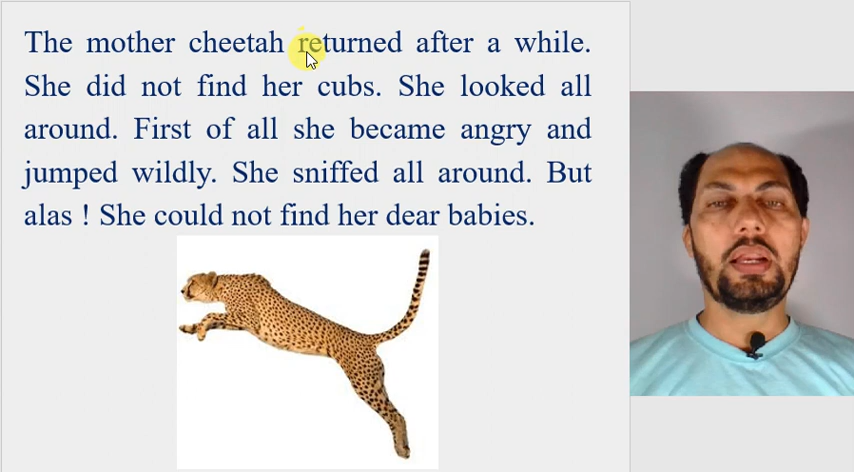 The mother cheetah returned after a while.
She did not find her cubs. She looked all
around. First of all she became angry and
jumped wildly. She sniffed all around. But
alas ! She could not find her dear babies.